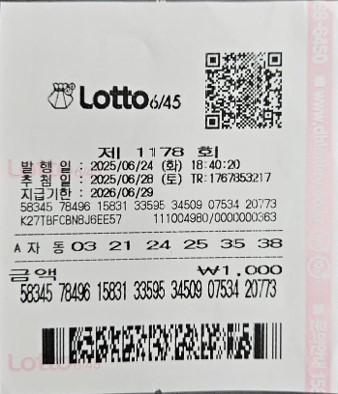 Lotto6/45
제 1178 회
발 행 일 : 2025/06/24 (화) 18:40:20
추 첨 일 : 2025/06/28 (토) TR:1767853217
지급기한 : 2026/06/29
58345 78496 15831 33595 34509 07534 20773
K27TBFCBN8J6EE57 111004980/0000000363
A 자 동 03 21 24 25 35 38
금액 ₩1,000
58345 78496 15831 33595 34509 07534 20773
Lotto6/45